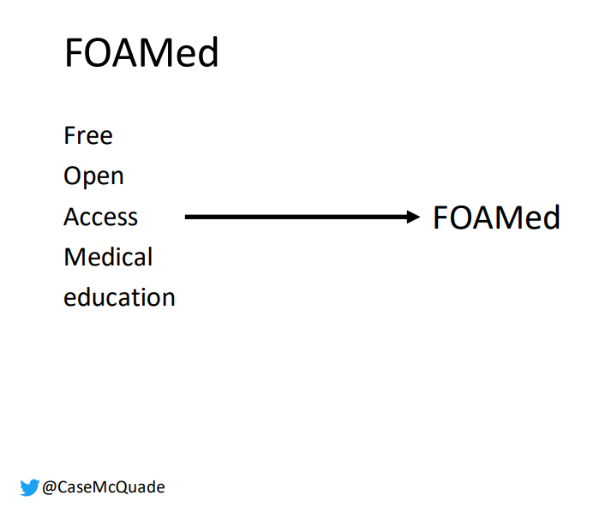 FOAMed
Free
Open
Access
Medical
education
FOAMed
@CaseMcQuade